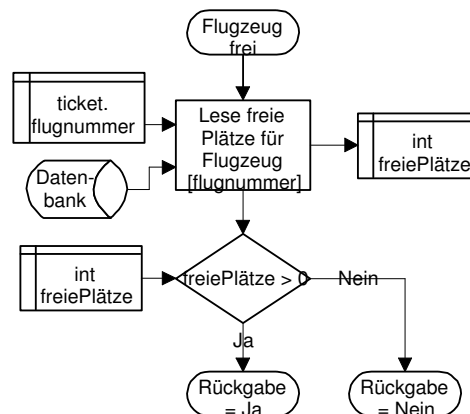 Flugzeug
frei
ticket.
flugnummer
Lese freie
Plätze für
Flugzeug
[flugnummer]
int
freiePlätze
Daten-
bank
int
freiePlätze
freiePlätze > 0
Nein
Ja
Rückgabe
= Ja
Rückgabe
= Nein